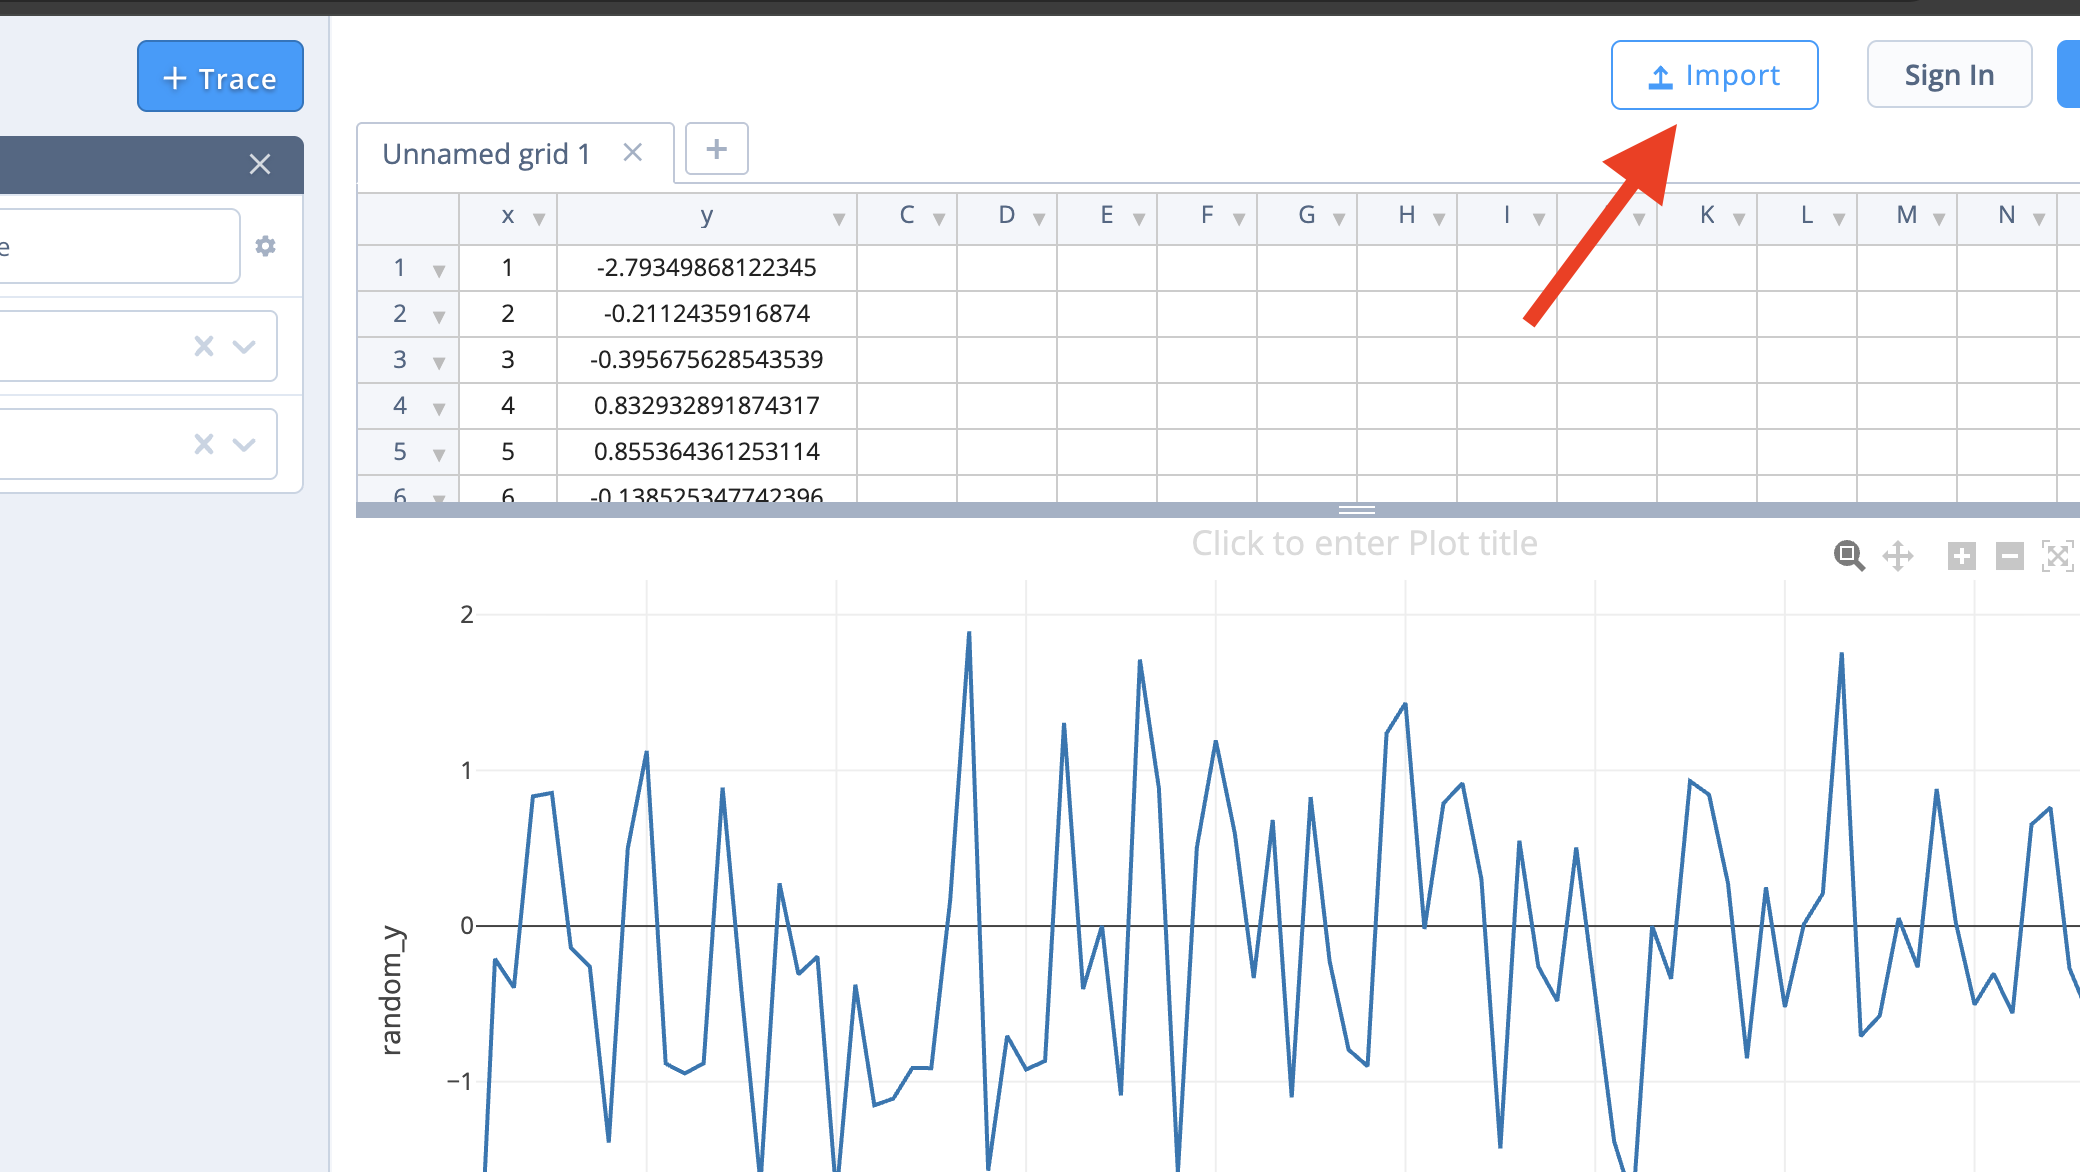 + Trace
Import
Sign In
Unnamed grid 1
x y C D E F G H I K L M N
1 1 -2.79349868122345
2 2 -0.2112435916874
3 3 -0.395675628543539
4 4 0.832932891874317
5 5 0.855364361253114
6 6 -0.138525347742396
e
Click to enter Plot title
2
1
0
−1
random_y